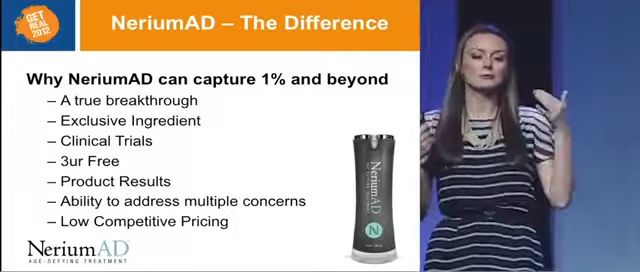 GET
REAL
2012
NeriumAD – The Difference
Why NeriumAD can capture 1% and beyond
– A true breakthrough
– Exclusive Ingredient
– Clinical Trials
– 3ur Free
– Product Results
– Ability to address multiple concerns
– Low Competitive Pricing
NeriumAD
AGE-DEFYING TREATMENT
NeriumAD
N